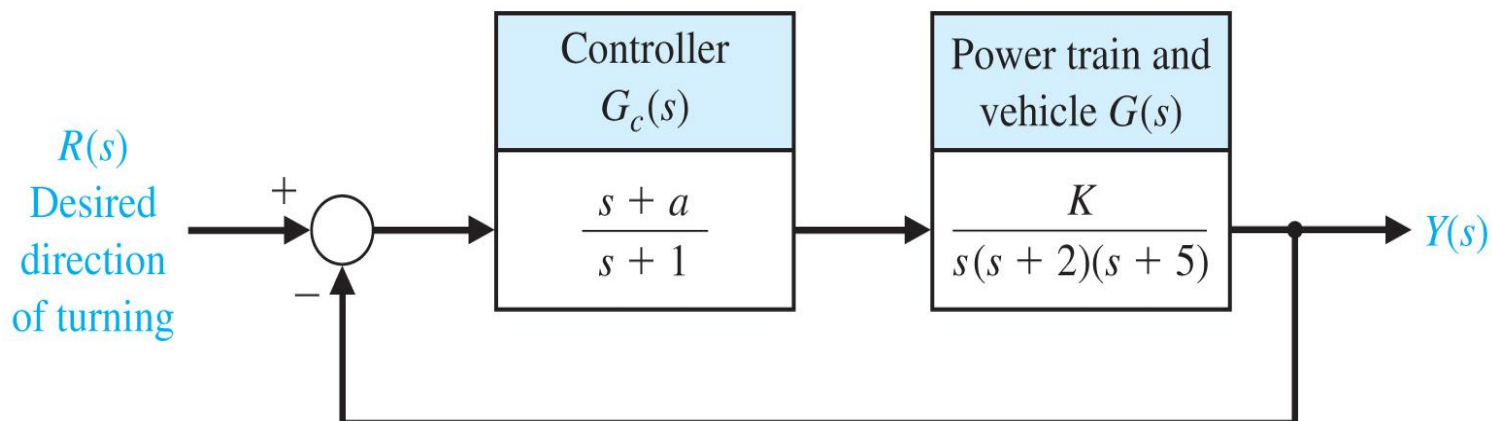 R(s)
Desired
direction
of turning
+
−
Controller
G_c(s)
s + a
s + 1
Power train and
vehicle G(s)
K
s(s + 2)(s + 5)
Y(s)